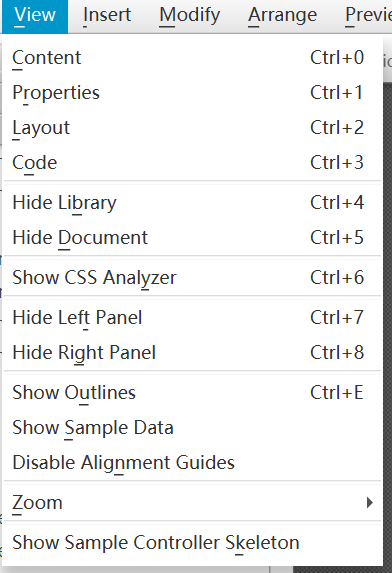 View Insert Modify Arrange
Content Ctrl+0
Properties Ctrl+1
Layout Ctrl+2
Code Ctrl+3
Hide Library Ctrl+4
Hide Document Ctrl+5
Show CSS Analyzer Ctrl+6
Hide Left Panel Ctrl+7
Hide Right Panel Ctrl+8
Show Outlines Ctrl+E
Show Sample Data
Disable Alignment Guides
Zoom
Show Sample Controller Skeleton